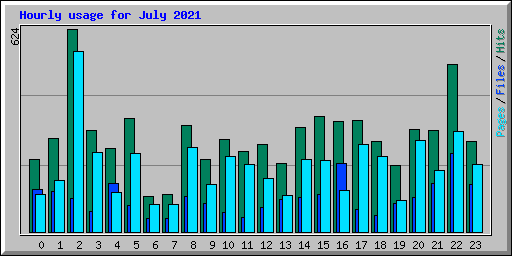 Hourly usage for July 2021
624
Pages/Files/Hits
0 1 2 3 4 5 6 7 8 9 10 11 12 13 14 15 16 17 18 19 20 21 22 23